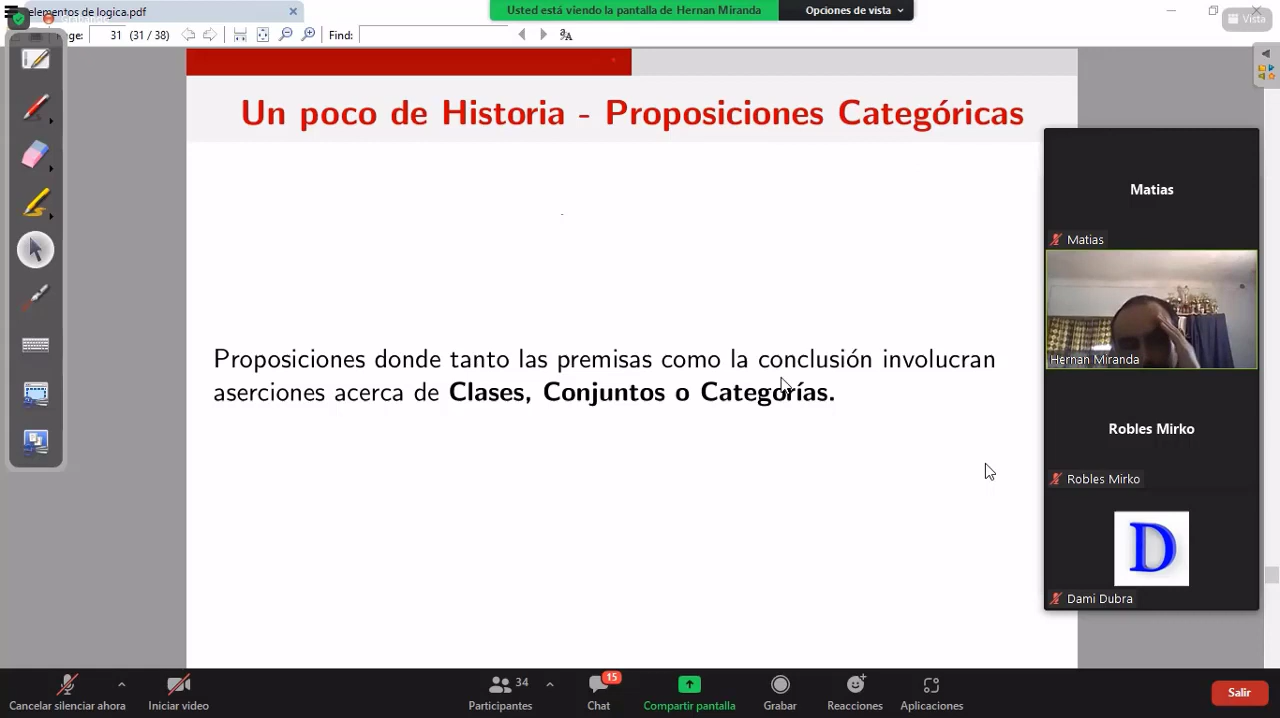 elementos de logica.pdf
Usted está viendo la pantalla de Hernan Miranda
Opciones de vista
Vista
31 (31 / 38)
Find:
Un poco de Historia - Proposiciones Categóricas
Proposiciones donde tanto las premisas como la conclusión involucran
aserciones acerca de Clases, Conjuntos o Categorías.
Matias
Matias
Hernan Miranda
Robles Mirko
Robles Mirko
D
Dami Dubra
Cancelar silenciar ahora
Iniciar video
34
Participantes
15
Chat
Compartir pantalla
Grabar
Reacciones
Aplicaciones
Salir